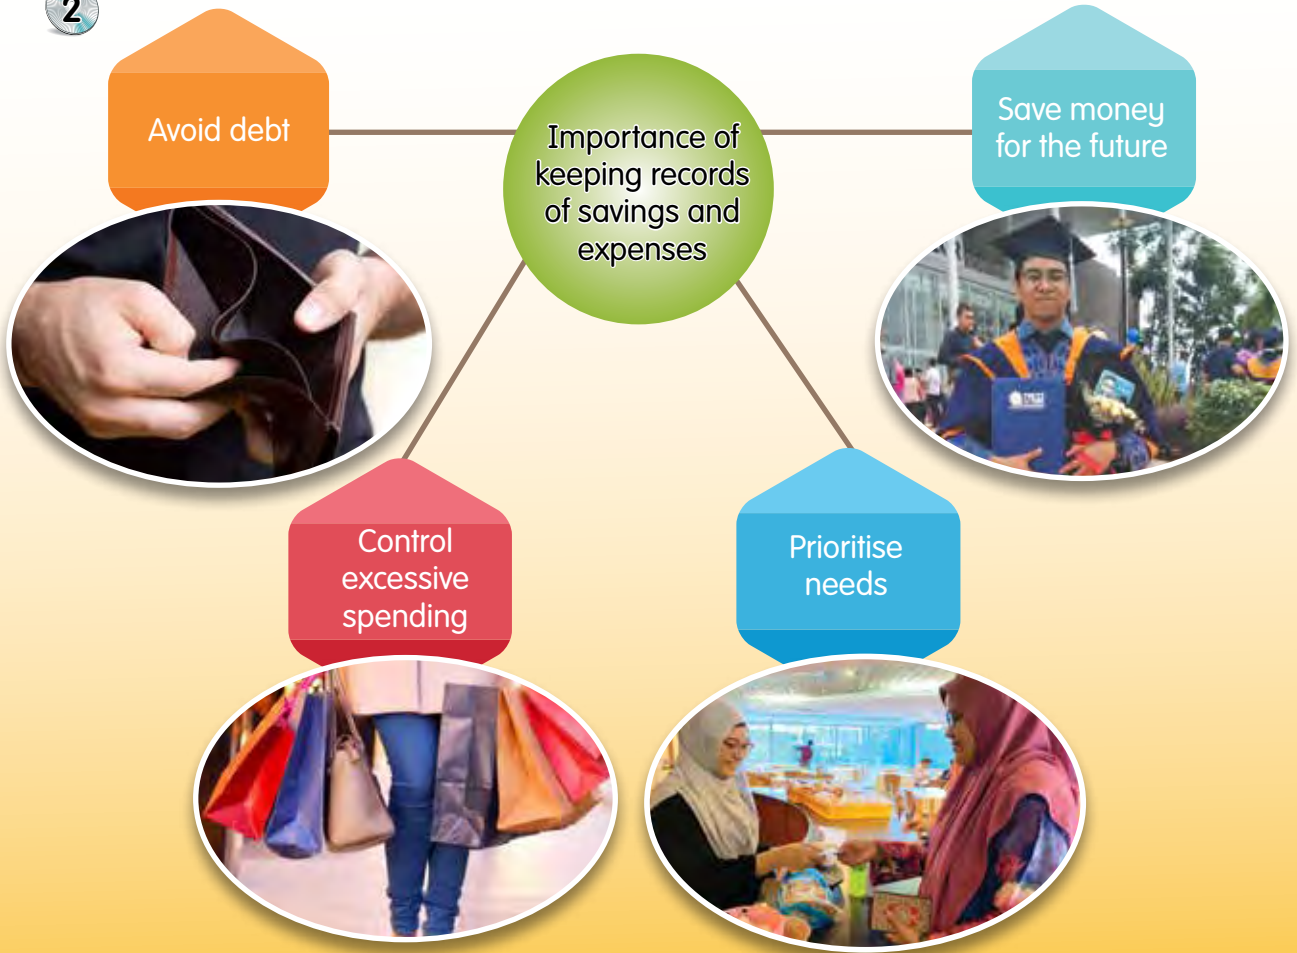 2
Avoid debt
Importance of
keeping records
of savings and
expenses
Save money
for the future
Control
excessive
spending
Prioritise
needs